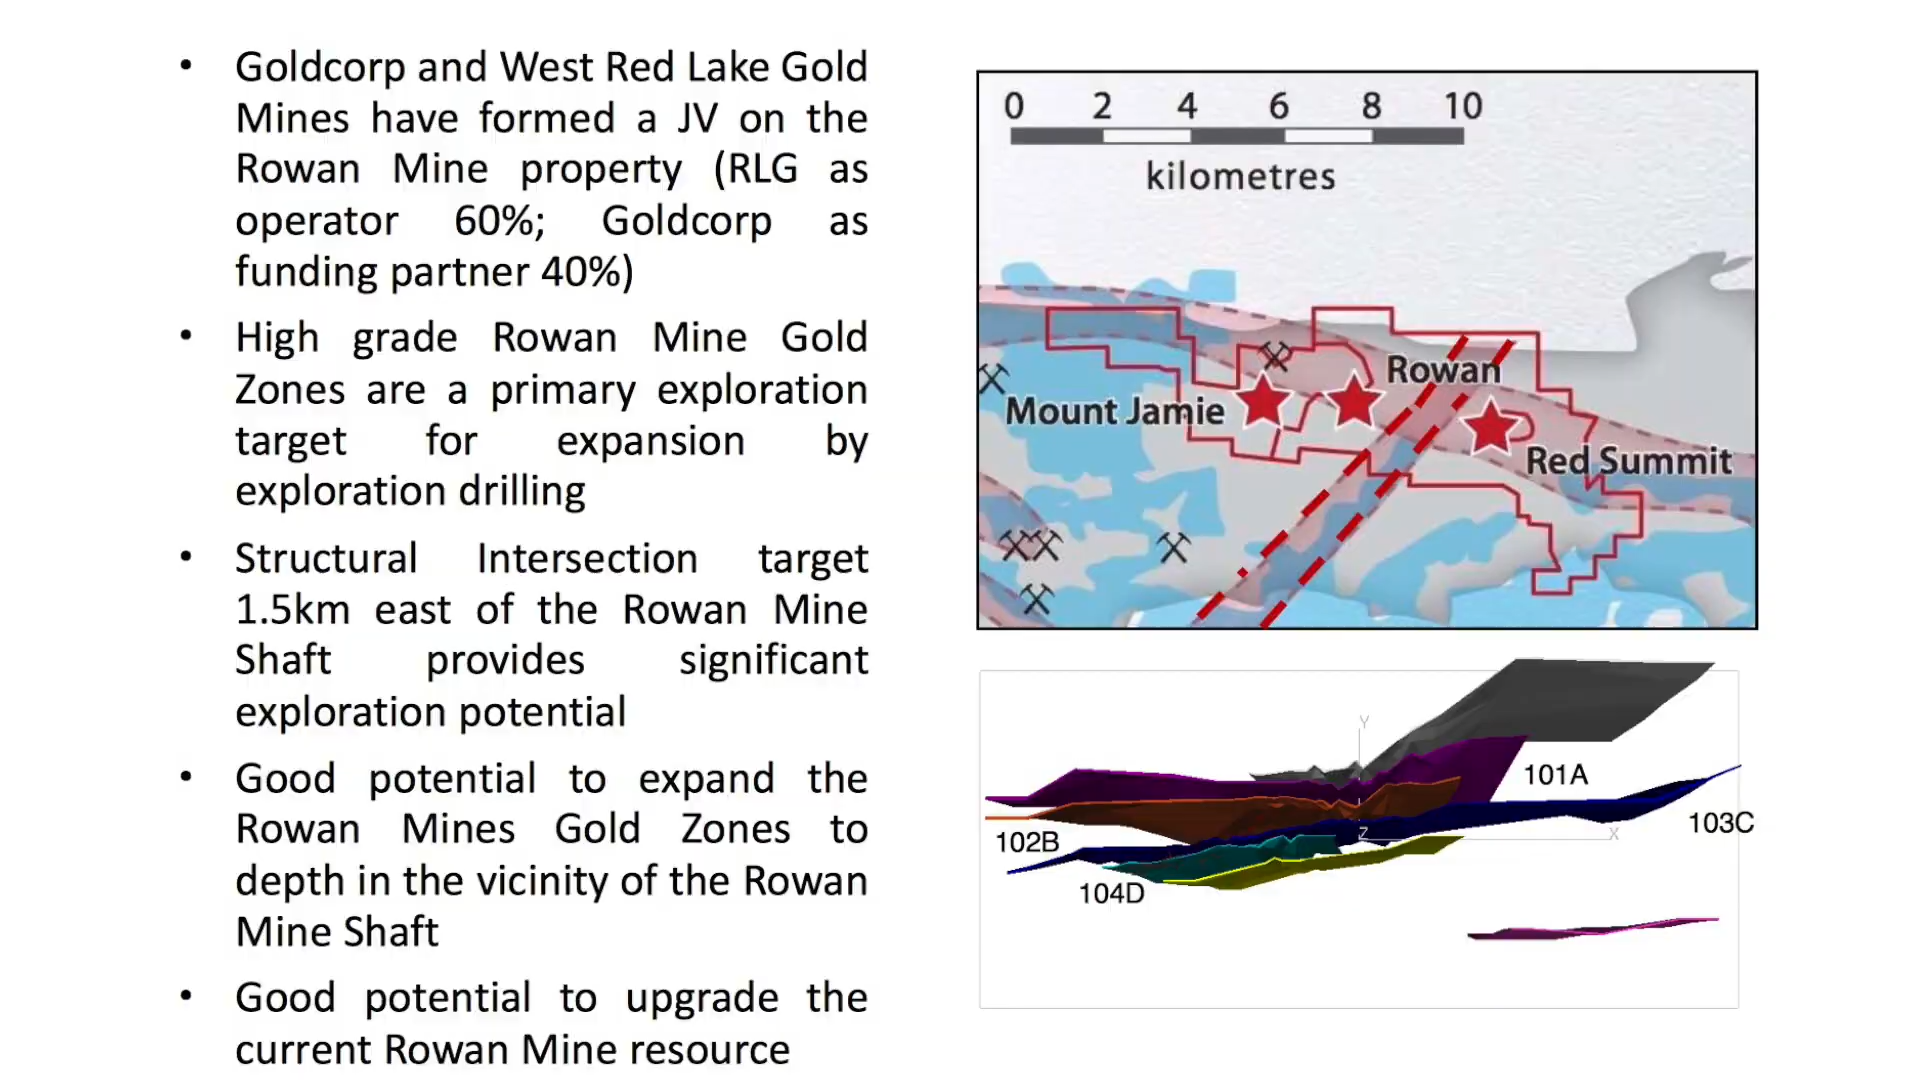 • Goldcorp and West Red Lake Gold
Mines have formed a JV on the
Rowan Mine property (RLG as
operator 60%; Goldcorp as
funding partner 40%)
• High grade Rowan Mine Gold
Zones are a primary exploration
target for expansion by
exploration drilling
• Structural Intersection target
1.5km east of the Rowan Mine
Shaft provides significant
exploration potential
• Good potential to expand the
Rowan Mines Gold Zones to
depth in the vicinity of the Rowan
Mine Shaft
• Good potential to upgrade the
current Rowan Mine resource
0 2 4 6 8 10
kilometres
Rowan
Mount Jamie
Red Summit
Y
101A
103C
Z X
102B
104D